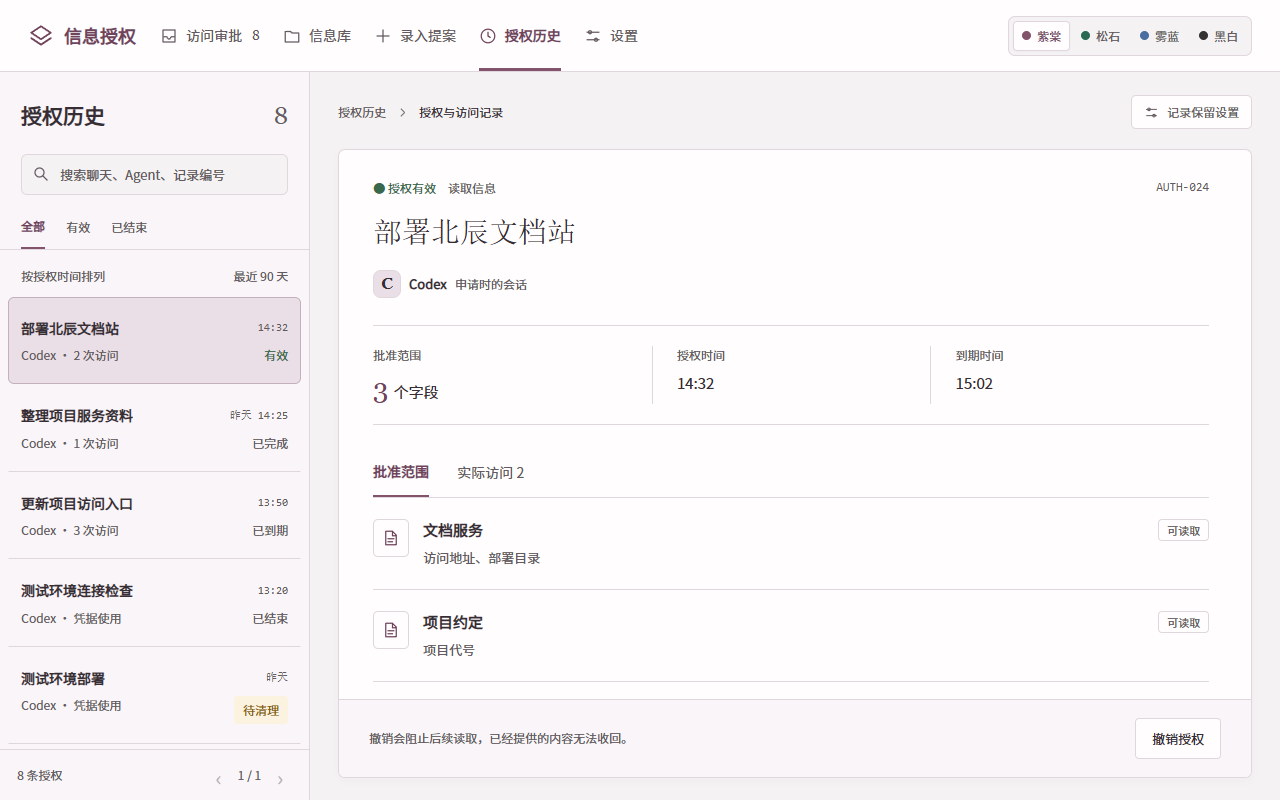 信息授权
访问审批 8
信息库
录入提案
授权历史
设置
紫棠
松石
雾蓝
黑白
授权历史
8
搜索聊天、Agent、记录编号
全部
有效
已结束
按授权时间排列
最近 90 天
部署北辰文档站
14:32
Codex · 2 次访问
有效
整理项目服务资料
昨天 14:25
Codex · 1 次访问
已完成
更新项目访问入口
13:50
Codex · 3 次访问
已到期
测试环境连接检查
13:20
Codex · 凭据使用
已结束
测试环境部署
昨天
Codex · 凭据使用
待清理
8 条授权
‹ 1 / 1 ›
授权历史 > 授权与访问记录
记录保留设置
授权有效 读取信息
AUTH-024
部署北辰文档站
C Codex 申请时的会话
批准范围
3 个字段
授权时间
14:32
到期时间
15:02
批准范围
实际访问 2
文档服务
可读取
访问地址、部署目录
项目约定
可读取
项目代号
撤销会阻止后续读取，已经提供的内容无法收回。
撤销授权